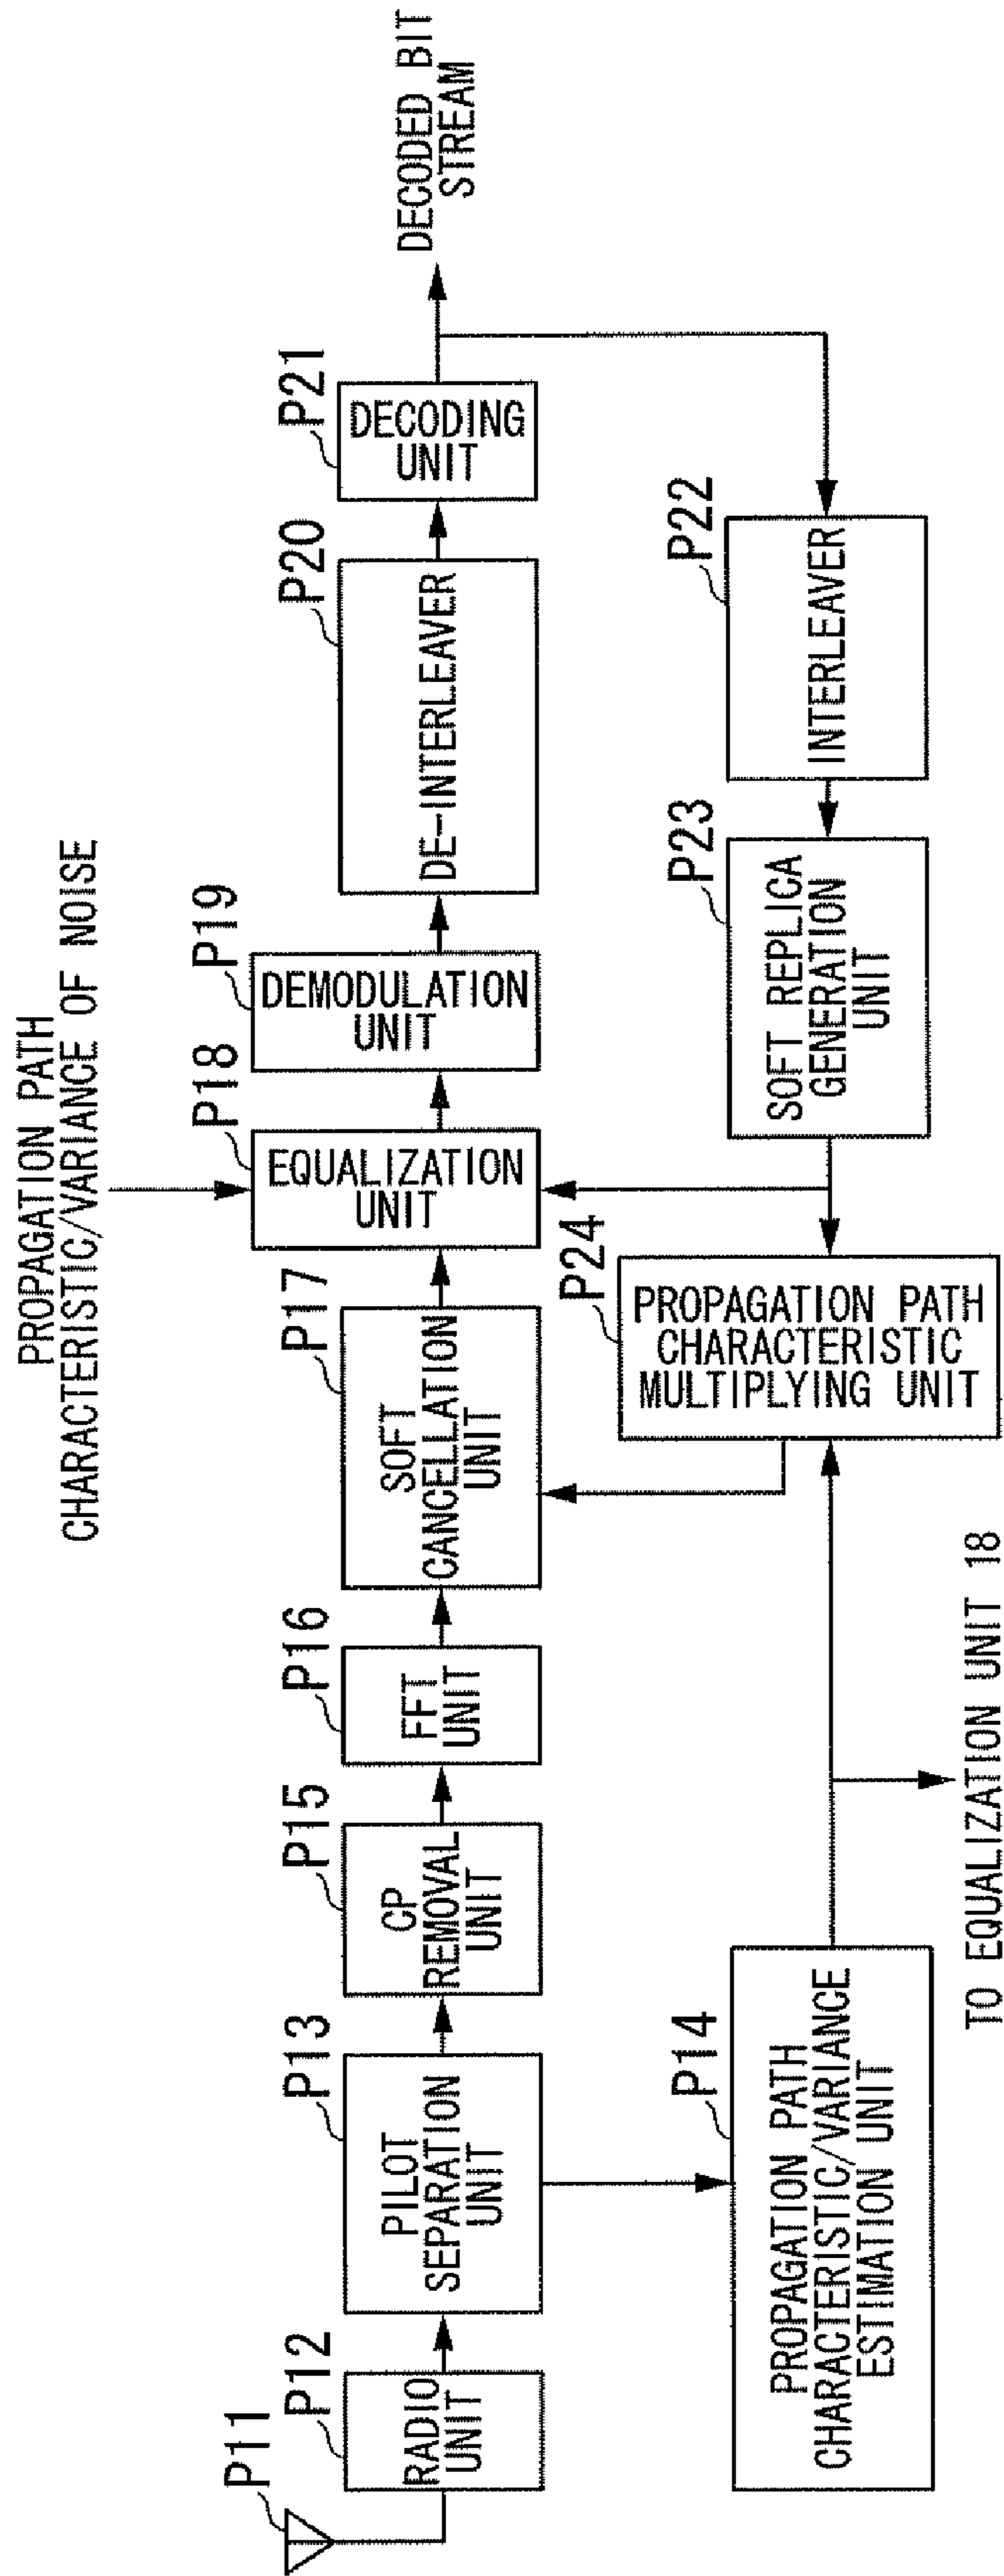 PROPAGATION PATH
CHARACTERISTIC/VARIANCE OF NOISE
P11
P12
RADIO
UNIT
P13
PILOT
SEPARATION
UNIT
P15
CP
REMOVAL
UNIT
P16
FFT
UNIT
P17
SOFT
CANCELLATION
UNIT
P18
EQUALIZATION
UNIT
P19
DEMODULATION
UNIT
P20
DE-INTERLEAVER
P21
DECODING
UNIT
DECODED BIT
STREAM
P14
PROPAGATION PATH
CHARACTERISTIC/VARIANCE
ESTIMATION UNIT
TO EQUALIZATION UNIT 18
P24
PROPAGATION PATH
CHARACTERISTIC
MULTIPLYING UNIT
P23
SOFT REPLICA
GENERATION
UNIT
P22
INTERLEAVER